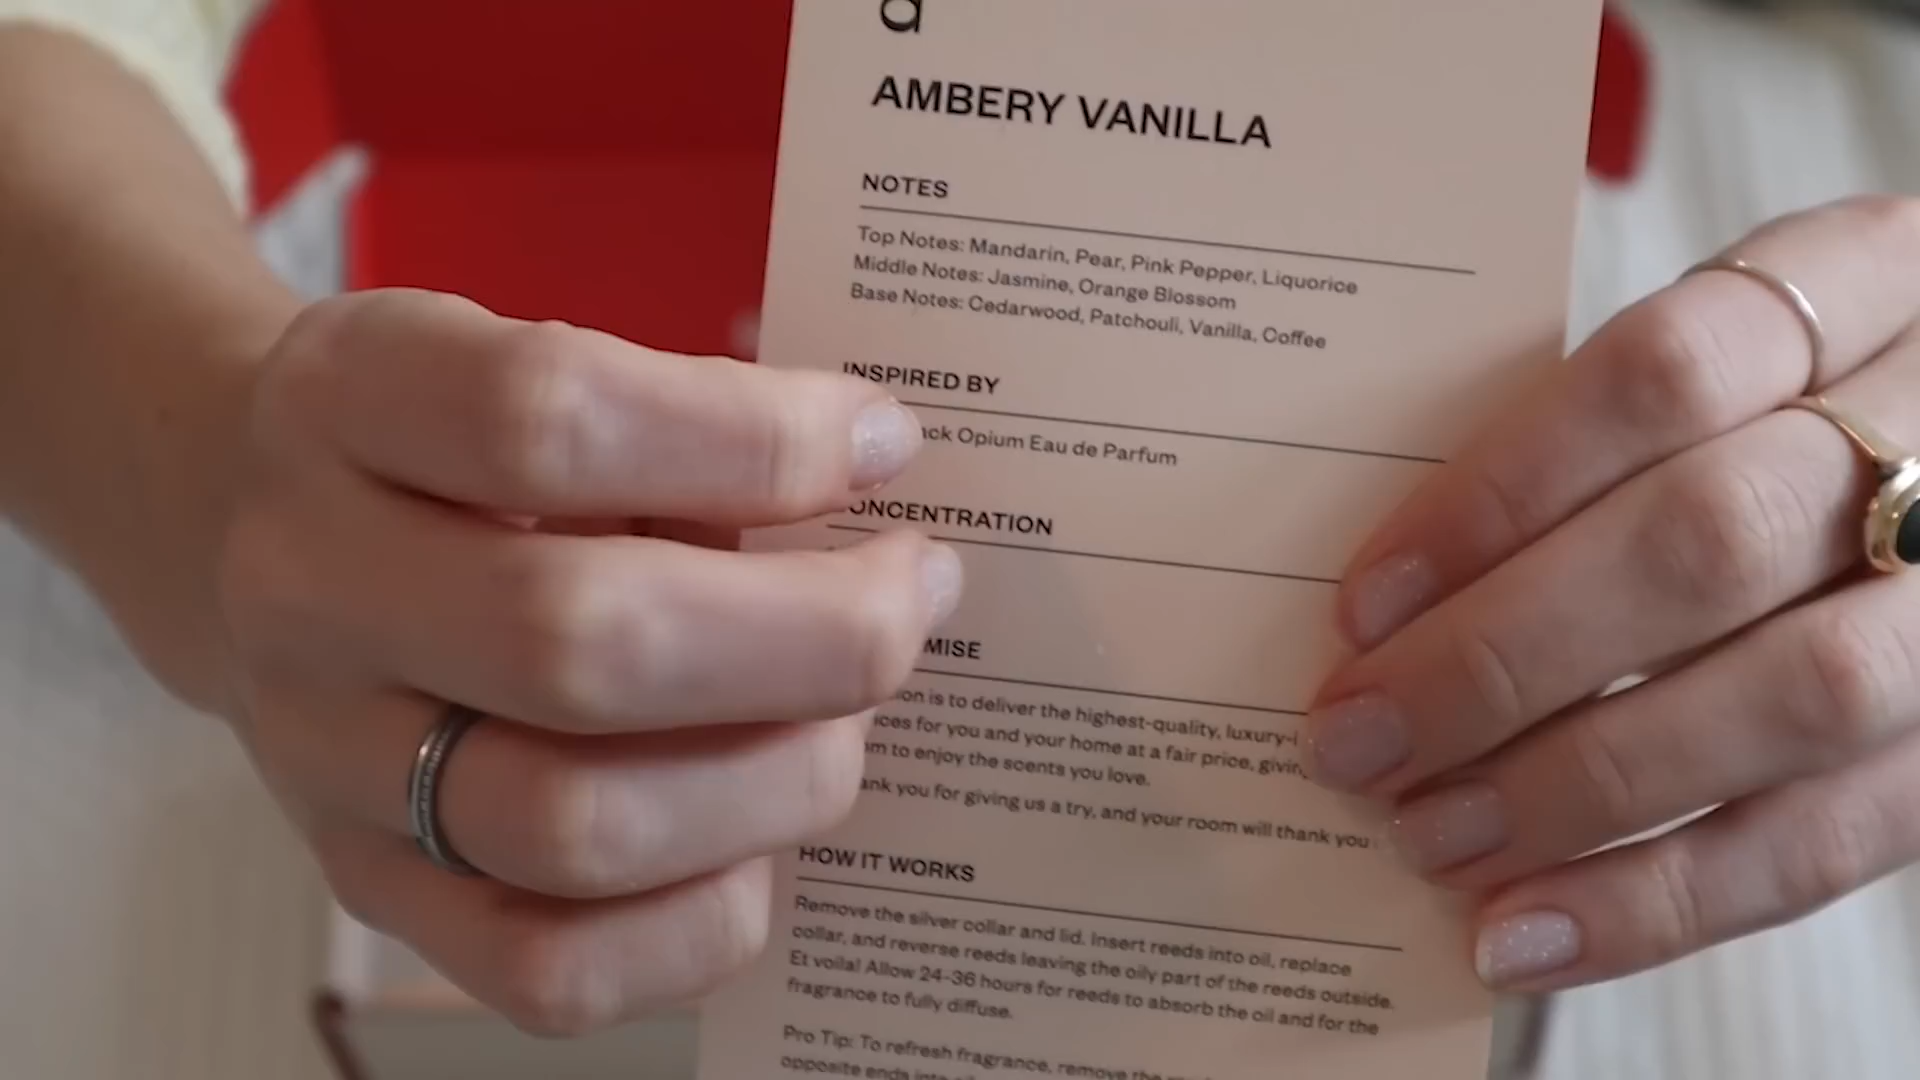 AMBERY VANILLA
NOTES
Top Notes: Mandarin, Pear, Pink Pepper, Liquorice
Middle Notes: Jasmine, Orange Blossom
Base Notes: Cedarwood, Patchouli, Vanilla, Coffee
INSPIRED BY
Opium Eau de Parfum
CONCENTRATION
is to deliver the highest-quality,
for you and your home at a fair price,
to enjoy the scents you love.
you for giving us a try, and your room will thank you
HOW IT WORKS
Remove the silver collar and lid. Insert reeds into oil, replace
collar, and reverse reeds leaving the oily part of the reeds outside.
Et voila! Allow 24-36 hours for reeds to absorb the oil and for the
fragrance to fully diffuse.
Pro Tip: To refresh fragrance, remove the
opposite ends into